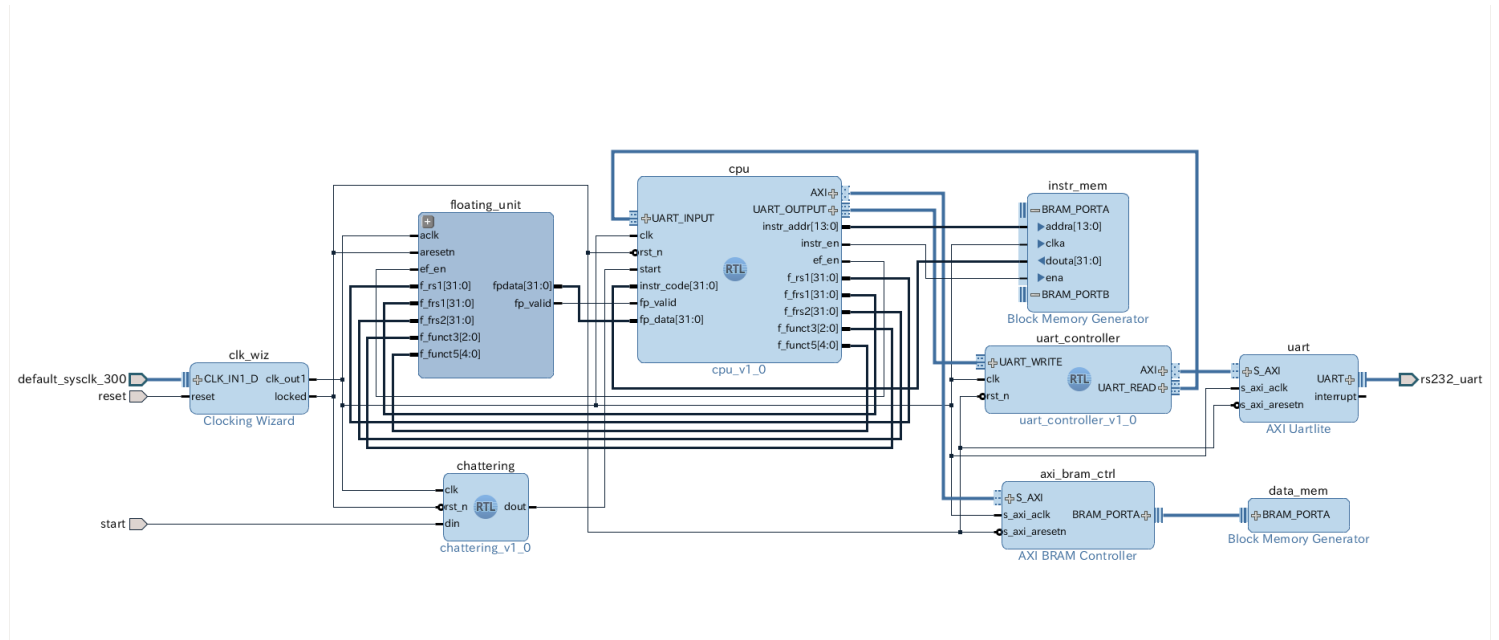 default_sysclk_300
reset
start
clk_wiz
CLK_IN1_D
clk_out1
reset
locked
Clocking Wizard
floating_unit
aclk
aresetn
ef_en
f_rs1[31:0]
f_frs1[31:0]
f_frs2[31:0]
f_funct3[2:0]
f_funct5[4:0]
fpdata[31:0]
fp_valid
chattering
clk
rst_n
din
RTL
dout
chattering_v1_0
cpu
UART_INPUT
clk
rst_n
start
instr_code[31:0]
fp_valid
fp_data[31:0]
RTL
AXI
UART_OUTPUT
instr_addr[13:0]
instr_en
ef_en
f_rs1[31:0]
f_frs1[31:0]
f_frs2[31:0]
f_funct3[2:0]
f_funct5[4:0]
cpu_v1_0
instr_mem
BRAM_PORTA
addra[13:0]
clka
douta[31:0]
ena
BRAM_PORTB
Block Memory Generator
uart_controller
UART_WRITE
clk
rst_n
RTL
AXI
UART_READ
uart_controller_v1_0
uart
S_AXI
s_axi_aclk
s_axi_aresetn
UART
interrupt
AXI Uartlite
rs232_uart
axi_bram_ctrl
S_AXI
s_axi_aclk
s_axi_aresetn
BRAM_PORTA
AXI BRAM Controller
data_mem
BRAM_PORTA
Block Memory Generator